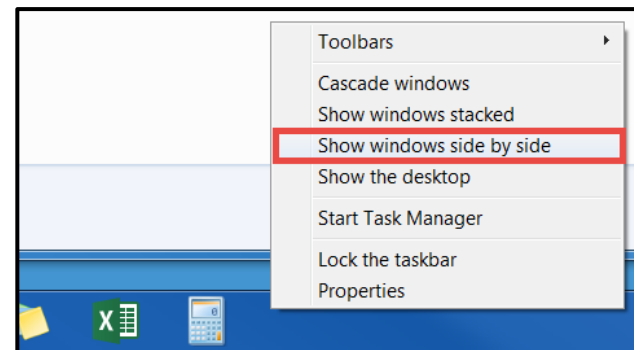 Toolbars
Cascade windows
Show windows stacked
Show windows side by side
Show the desktop
Start Task Manager
Lock the taskbar
Properties
X
0